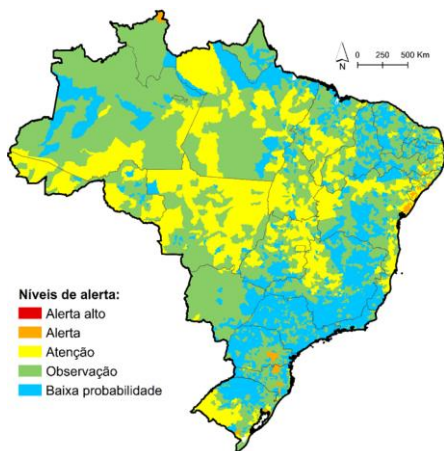 N
0 250 500 Km
Níveis de alerta:
Alerta alto
Alerta
Atenção
Observação
Baixa probabilidade